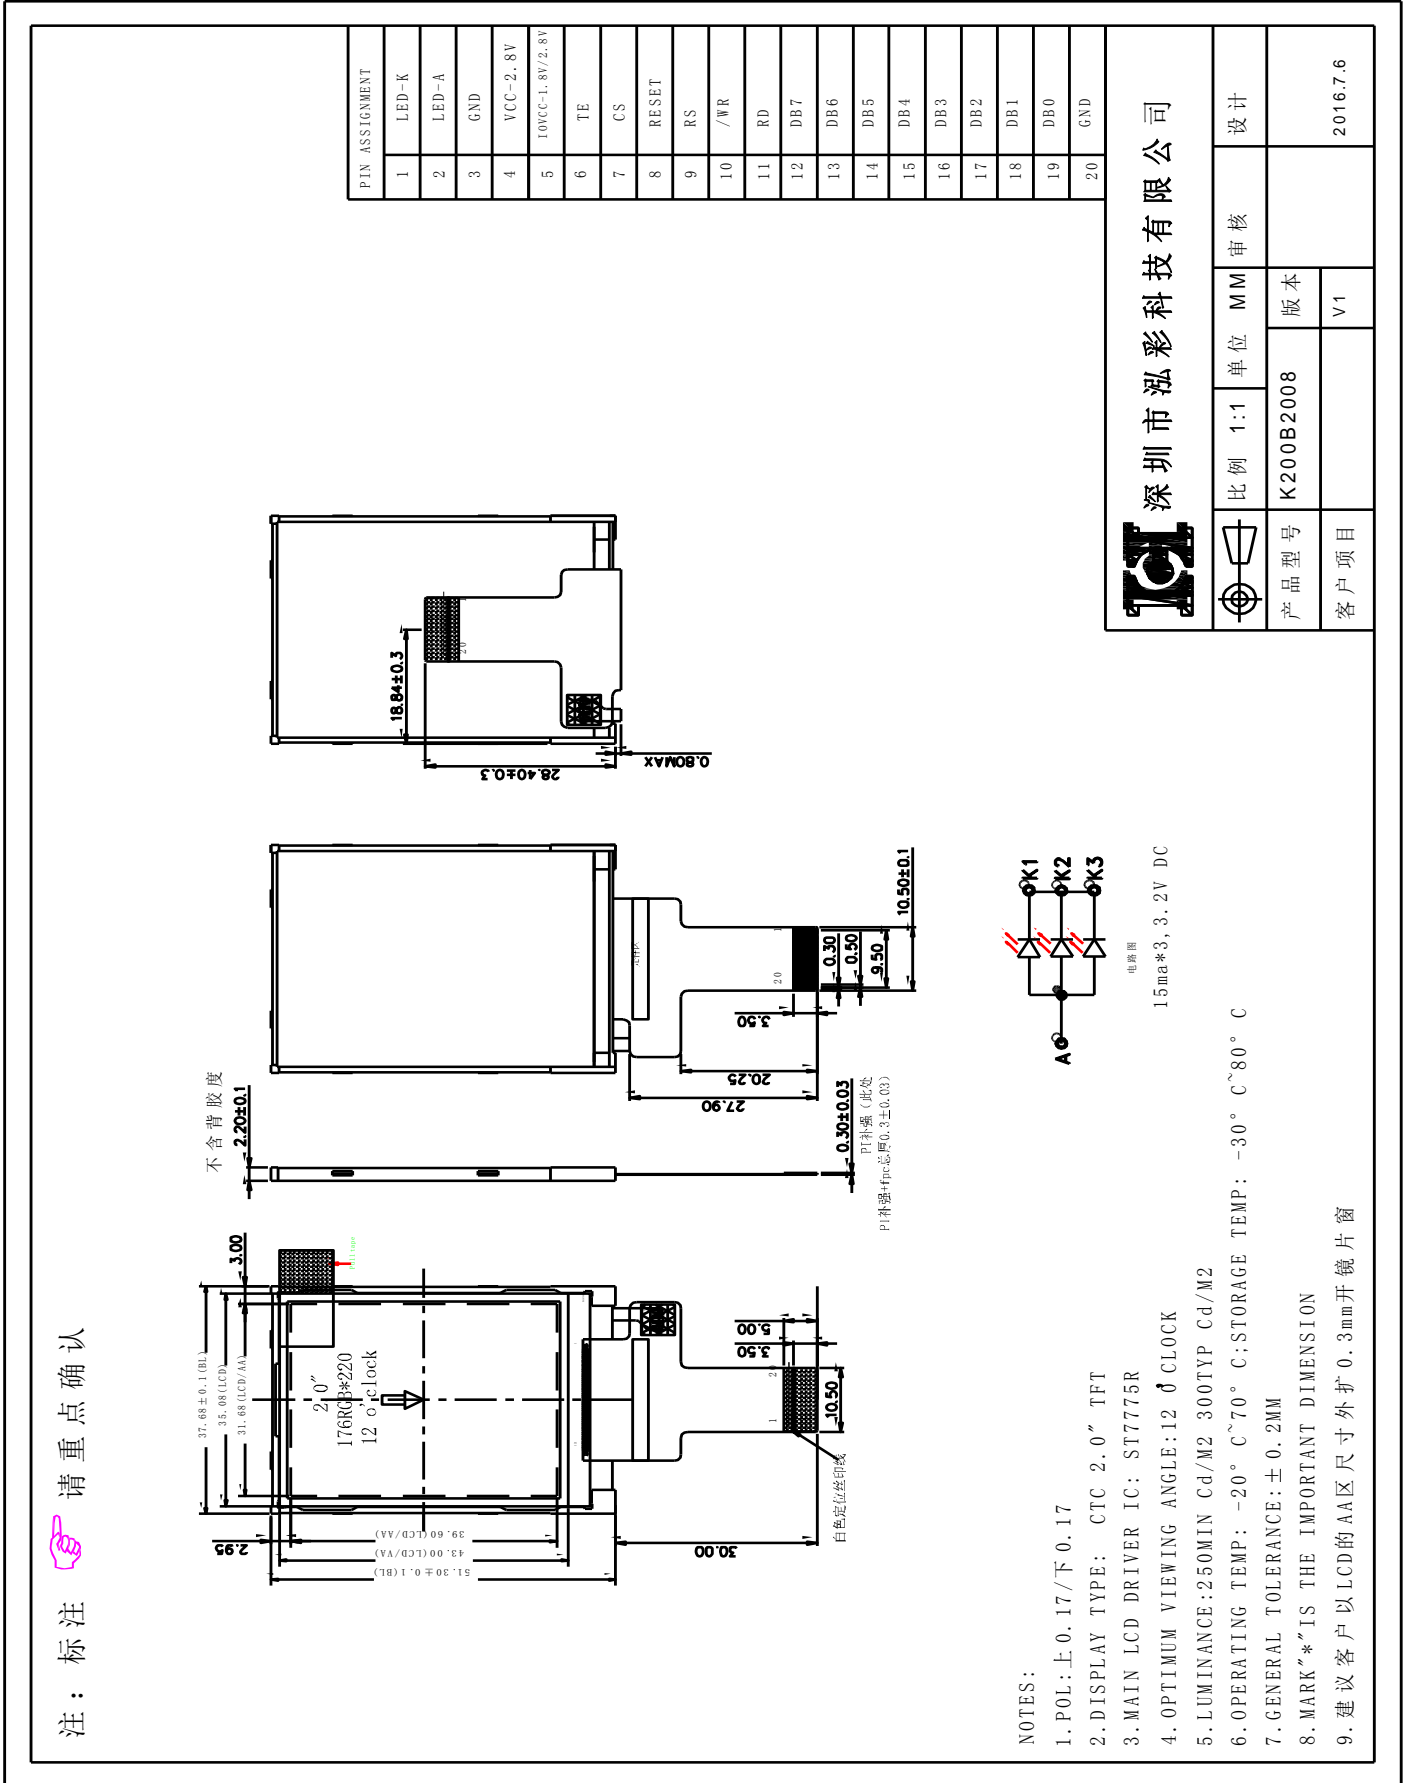 注：标注 请重点确认
PIN ASSIGNMENT
1 LED-K
2 LED-A
3 GND
4 VCC-2.8V
5 IOVCC-1.8V/2.8V
6 TE
7 CS
8 RESET
9 RS
10 /WR
11 RD
12 DB7
13 DB6
14 DB5
15 DB4
16 DB3
17 DB2
18 DB1
19 DB0
20 GND
37.68±0.1(BL)
35.08(LCD)
31.68(LCD/AA)
3.00
2.0"
176RGB*220
12 o'clock
2.95
39.60(LCD/AA)
43.00(LCD/VA)
51.30±0.1(BL)
30.00
3.50
5.00
1
20
10.50
白色定位丝印线
不含背胶厚度
2.20±0.1
0.30±0.03
PI补强（此处
PI补强+fpc总厚0.3±0.03）
20
1
0.30
0.50
9.50
10.50±0.1
3.50
20.25
27.90
18.84±0.3
28.40±0.3
0.80MAX
20
A
K1
K2
K3
电路图
15ma*3,3.2V DC
NOTES:
1.POL:上0.17/下0.17
2.DISPLAY TYPE: CTC 2.0" TFT
3.MAIN LCD DRIVER IC: ST7775R
4.OPTIMUM VIEWING ANGLE:12 O'CLOCK
5.LUMINANCE:250MIN Cd/M2 300TYP Cd/M2
6.OPERATING TEMP: -20° C~70° C;STORAGE TEMP: -30° C~80° C
7.GENERAL TOLERANCE:±0.2MM
8.MARK"*"IS THE IMPORTANT DIMENSION
9.建议客户以LCD的AA区尺寸外扩0.3mm开镜片窗
深圳市泓彩科技有限公司
比例 1:1 单位 MM 审核 设计
产品型号 K200B2008 版本
客户项目 V1 2016.7.6